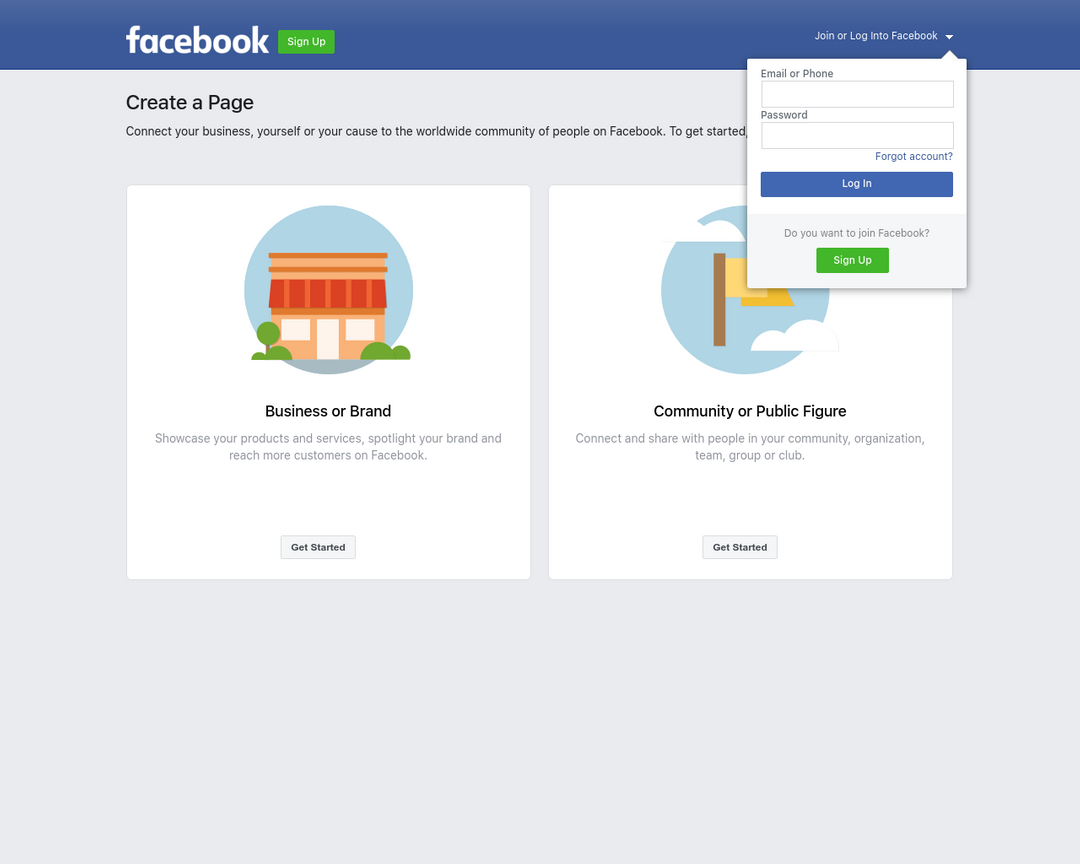 facebook
Sign Up
Join or Log Into Facebook
Email or Phone
Password
Forgot account?
Log In
Do you want to join Facebook?
Sign Up
Create a Page
Connect your business, yourself or your cause to the worldwide community of people on Facebook. To get started,
Business or Brand
Showcase your products and services, spotlight your brand and
reach more customers on Facebook.
Get Started
Community or Public Figure
Connect and share with people in your community, organization,
team, group or club.
Get Started